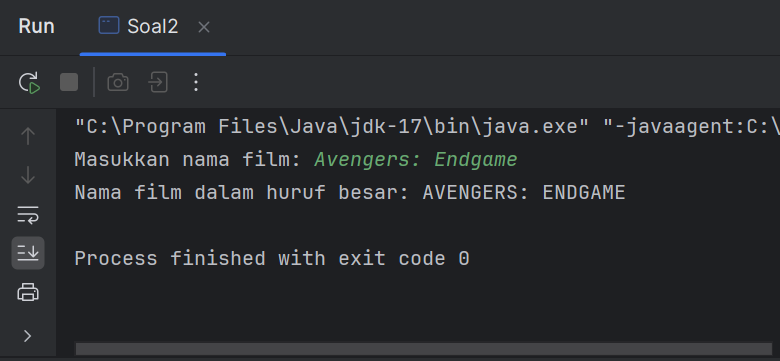 Run Soal2
"C:\Program Files\Java\jdk-17\bin\java.exe" "-javaagent:C:\
Masukkan nama film: Avengers: Endgame
Nama film dalam huruf besar: AVENGERS: ENDGAME
Process finished with exit code 0